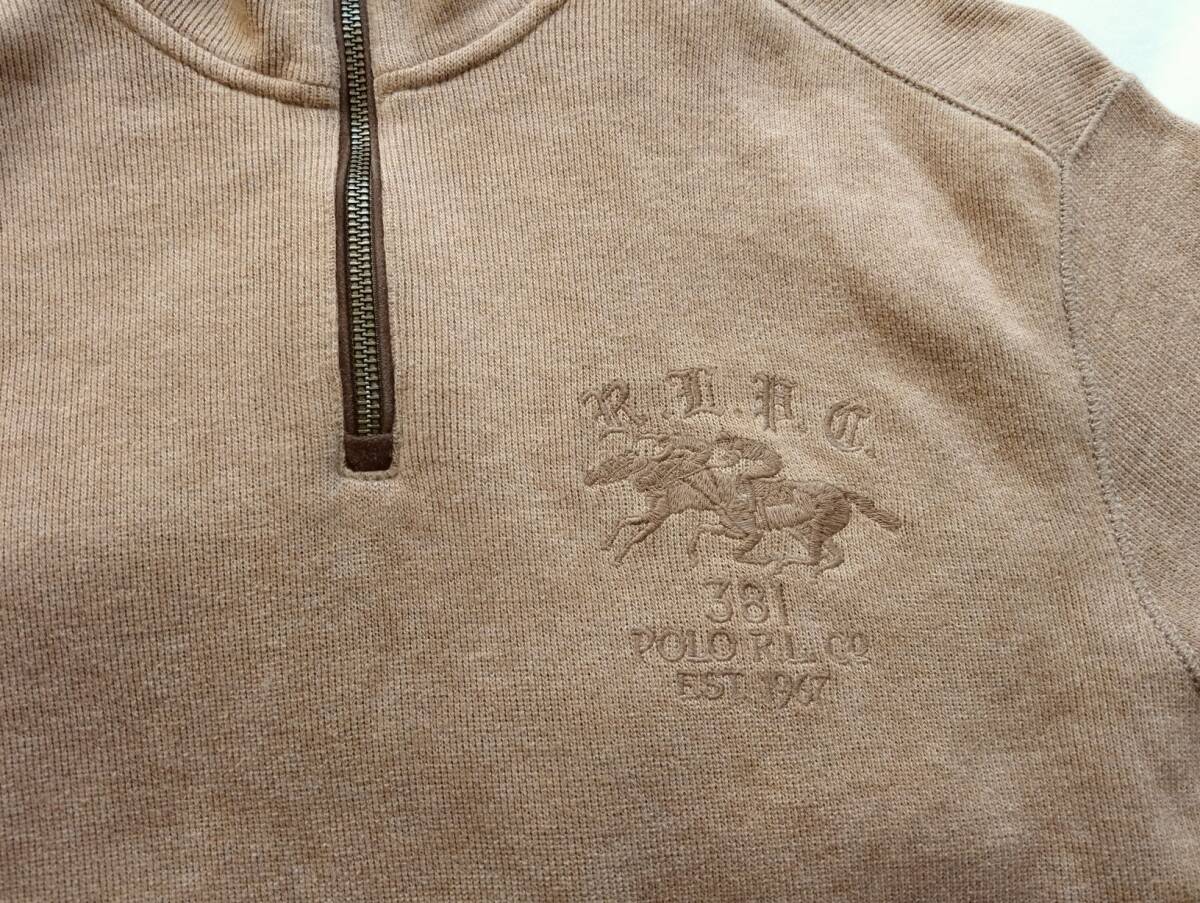 R.L.P.C.
381
POLO R.L. Co
EST. 1967